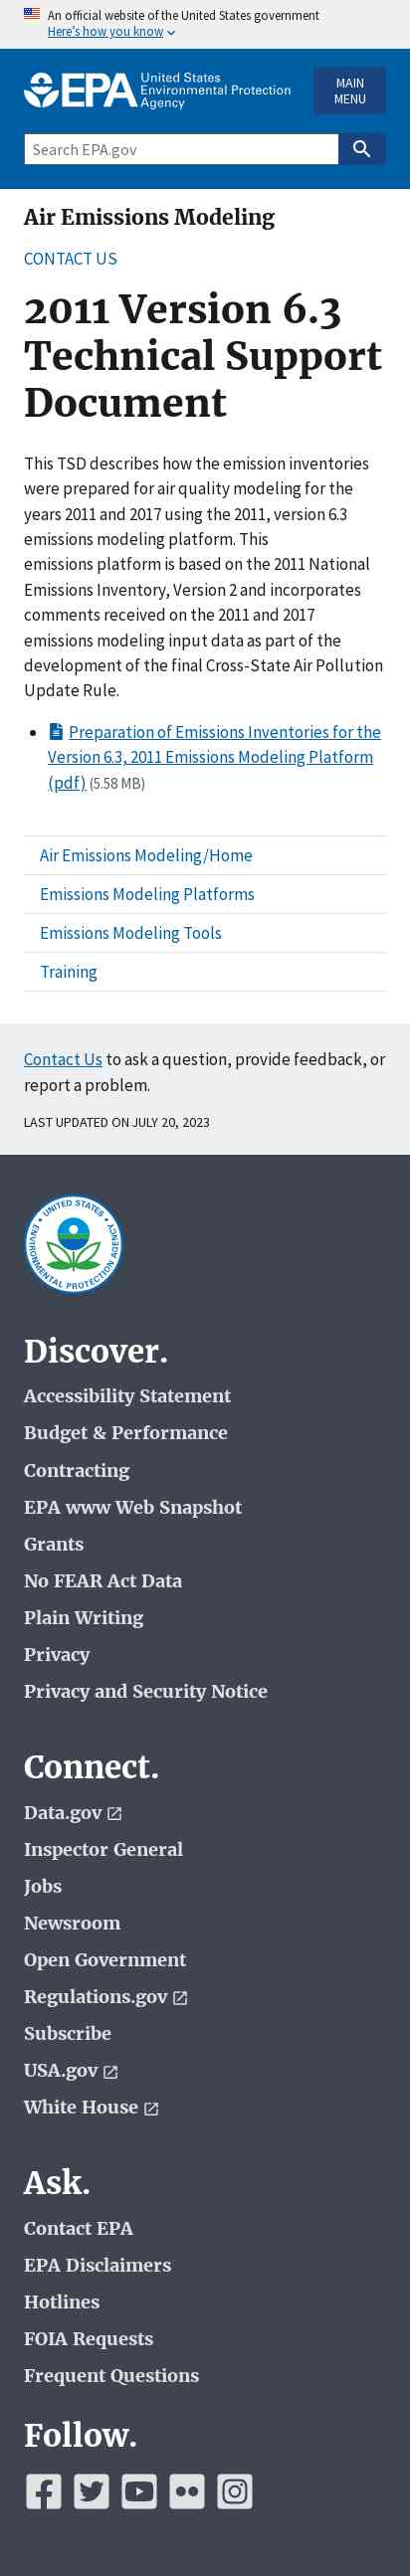 An official website of the United States government
Here’s how you know
EPA United States
Environmental Protection
Agency
MAIN
MENU
Search EPA.gov
Air Emissions Modeling
CONTACT US
2011 Version 6.3
Technical Support
Document
This TSD describes how the emission inventories
were prepared for air quality modeling for the
years 2011 and 2017 using the 2011, version 6.3
emissions modeling platform. This
emissions platform is based on the 2011 National
Emissions Inventory, Version 2 and incorporates
comments received on the 2011 and 2017
emissions modeling input data as part of the
development of the final Cross-State Air Pollution
Update Rule.
Preparation of Emissions Inventories for the
Version 6.3, 2011 Emissions Modeling Platform
(pdf) (5.58 MB)
Air Emissions Modeling/Home
Emissions Modeling Platforms
Emissions Modeling Tools
Training
Contact Us to ask a question, provide feedback, or
report a problem.
LAST UPDATED ON JULY 20, 2023
UNITED STATES
ENVIRONMENTAL PROTECTION AGENCY
Discover.
Accessibility Statement
Budget & Performance
Contracting
EPA www Web Snapshot
Grants
No FEAR Act Data
Plain Writing
Privacy
Privacy and Security Notice
Connect.
Data.gov
Inspector General
Jobs
Newsroom
Open Government
Regulations.gov
Subscribe
USA.gov
White House
Ask.
Contact EPA
EPA Disclaimers
Hotlines
FOIA Requests
Frequent Questions
Follow.